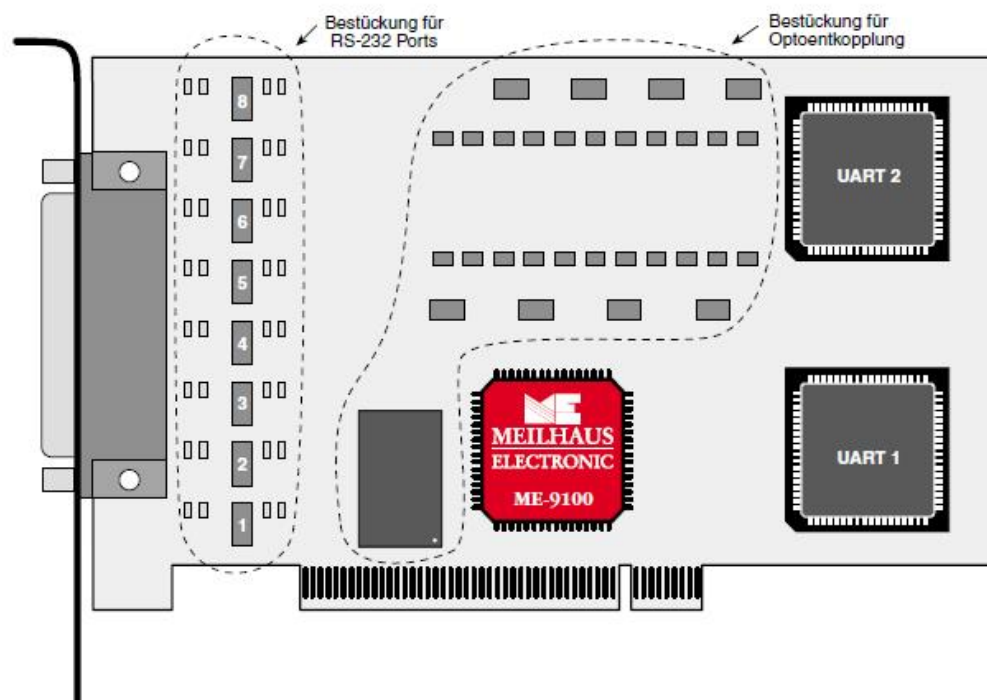 Bestückung für
RS-232 Ports
Bestückung für
Optoentkopplung
8
7
6
5
4
3
2
1
UART 2
ME
MEILHAUS
ELECTRONIC
ME-9100
UART 1